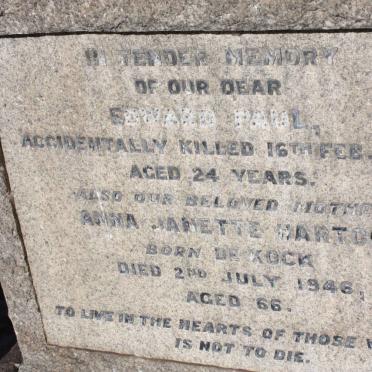 IN TENDER MEMORY
OF OUR DEAR
EDWARD PAUL,
ACCIDENTALLY KILLED 16TH FEB.
AGED 24 YEARS.
ALSO OUR BELOVED
ANNA JANETTE
BORN DE KOCK
DIED 2ND JULY 1946,
AGED 66.
TO LIVE IN THE HEARTS OF THOSE
IS NOT TO DIE.